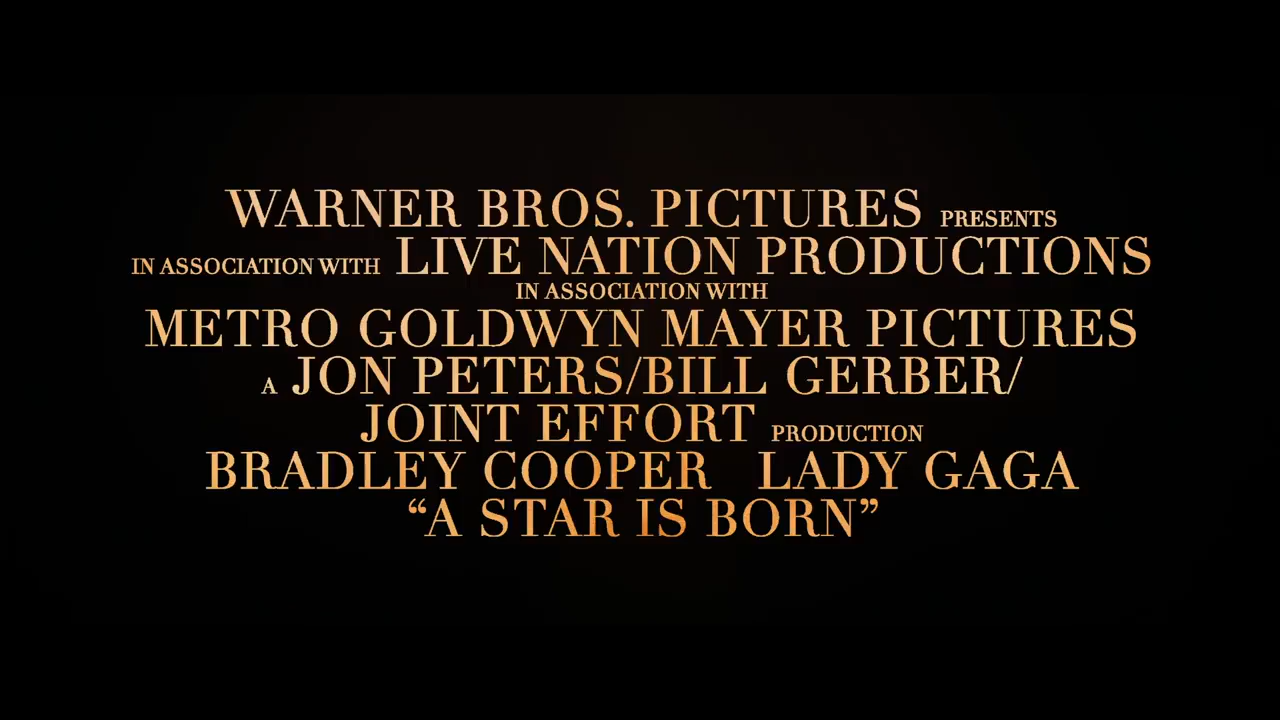 WARNER BROS. PICTURES PRESENTS
IN ASSOCIATION WITH LIVE NATION PRODUCTIONS
IN ASSOCIATION WITH
METRO GOLDWYN MAYER PICTURES
A JON PETERS/BILL GERBER/
JOINT EFFORT PRODUCTION
BRADLEY COOPER LADY GAGA
“A STAR IS BORN”